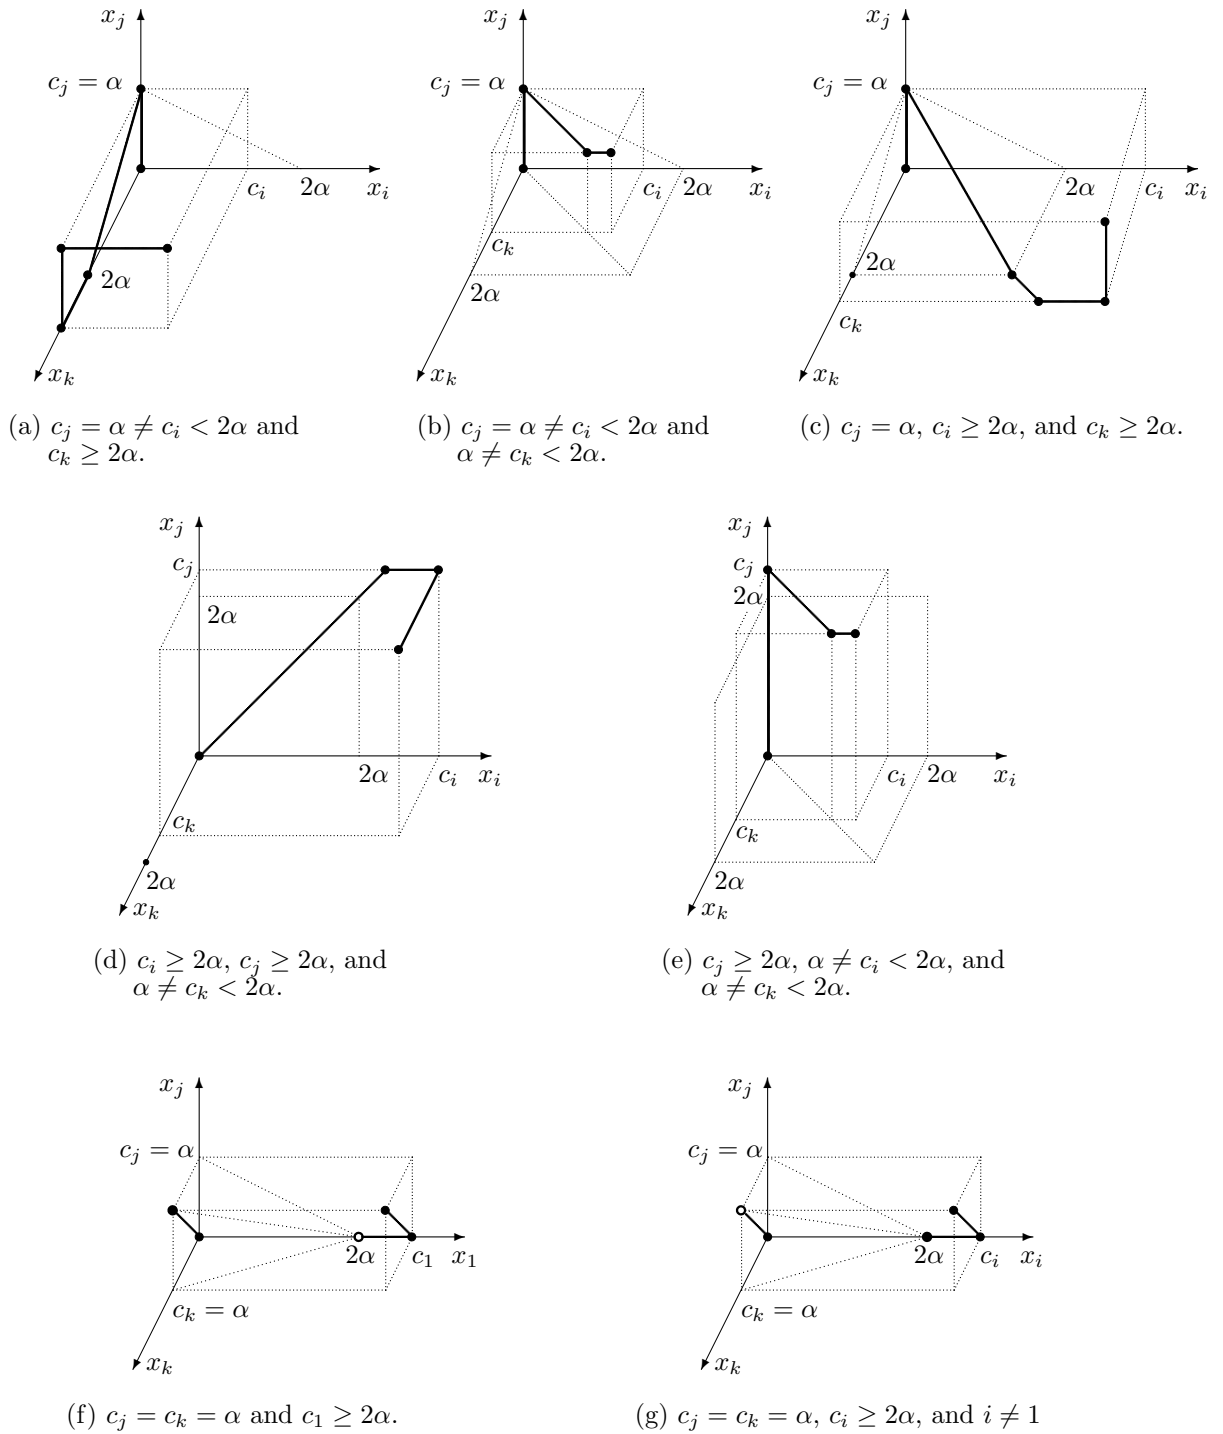 x_j
c_j = α
c_i
2α
x_i
2α
x_k
(a) c_j = α ≠ c_i < 2α and
c_k ≥ 2α.
x_j
c_j = α
c_i
2α
x_i
c_k
2α
x_k
(b) c_j = α ≠ c_i < 2α and
α ≠ c_k < 2α.
x_j
c_j = α
2α
c_i
x_i
2α
c_k
x_k
(c) c_j = α, c_i ≥ 2α, and c_k ≥ 2α.
x_j
c_j
2α
2α
c_i
x_i
c_k
2α
x_k
(d) c_i ≥ 2α, c_j ≥ 2α, and
α ≠ c_k < 2α.
x_j
c_j
2α
c_i
2α
x_i
c_k
2α
x_k
(e) c_j ≥ 2α, α ≠ c_i < 2α, and
α ≠ c_k < 2α.
x_j
c_j = α
2α
c_1
x_1
c_k = α
x_k
(f) c_j = c_k = α and c_1 ≥ 2α.
x_j
c_j = α
2α
c_i
x_i
c_k = α
x_k
(g) c_j = c_k = α, c_i ≥ 2α, and i ≠ 1